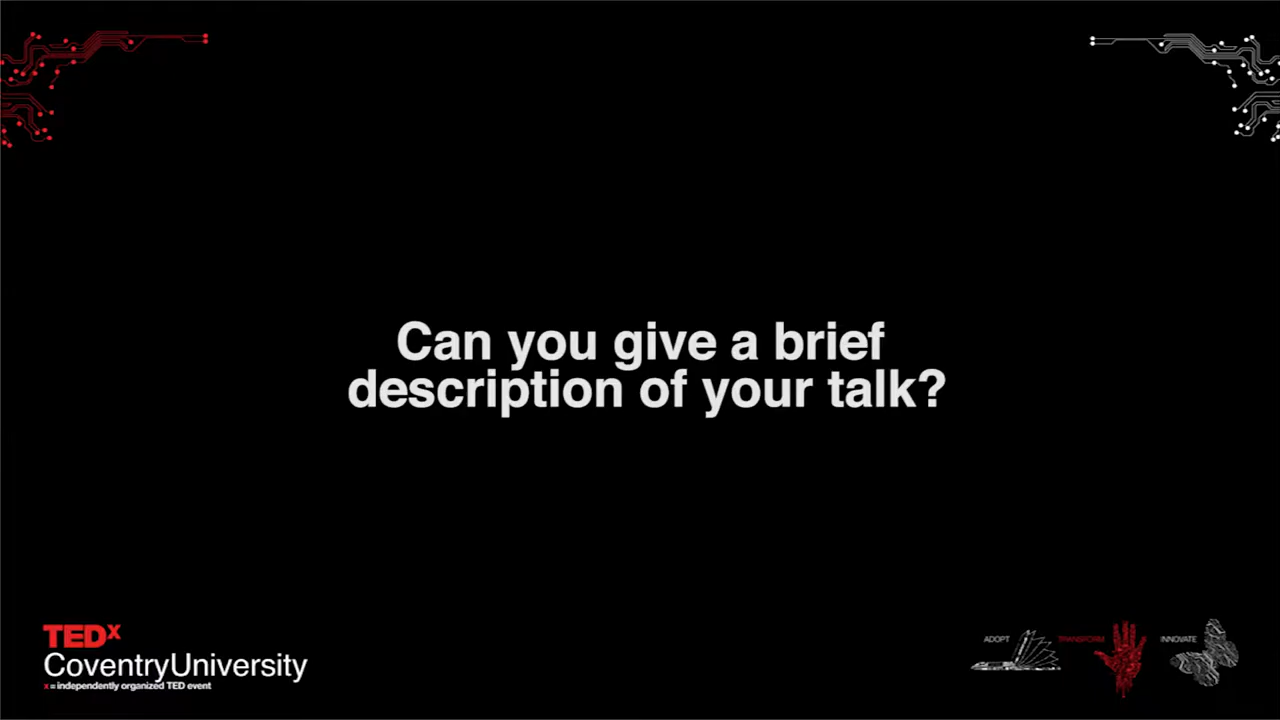 Can you give a brief
description of your talk?
TEDx
CoventryUniversity
x = independently organized TED event
ADOPT
TRANSFORM
INNOVATE